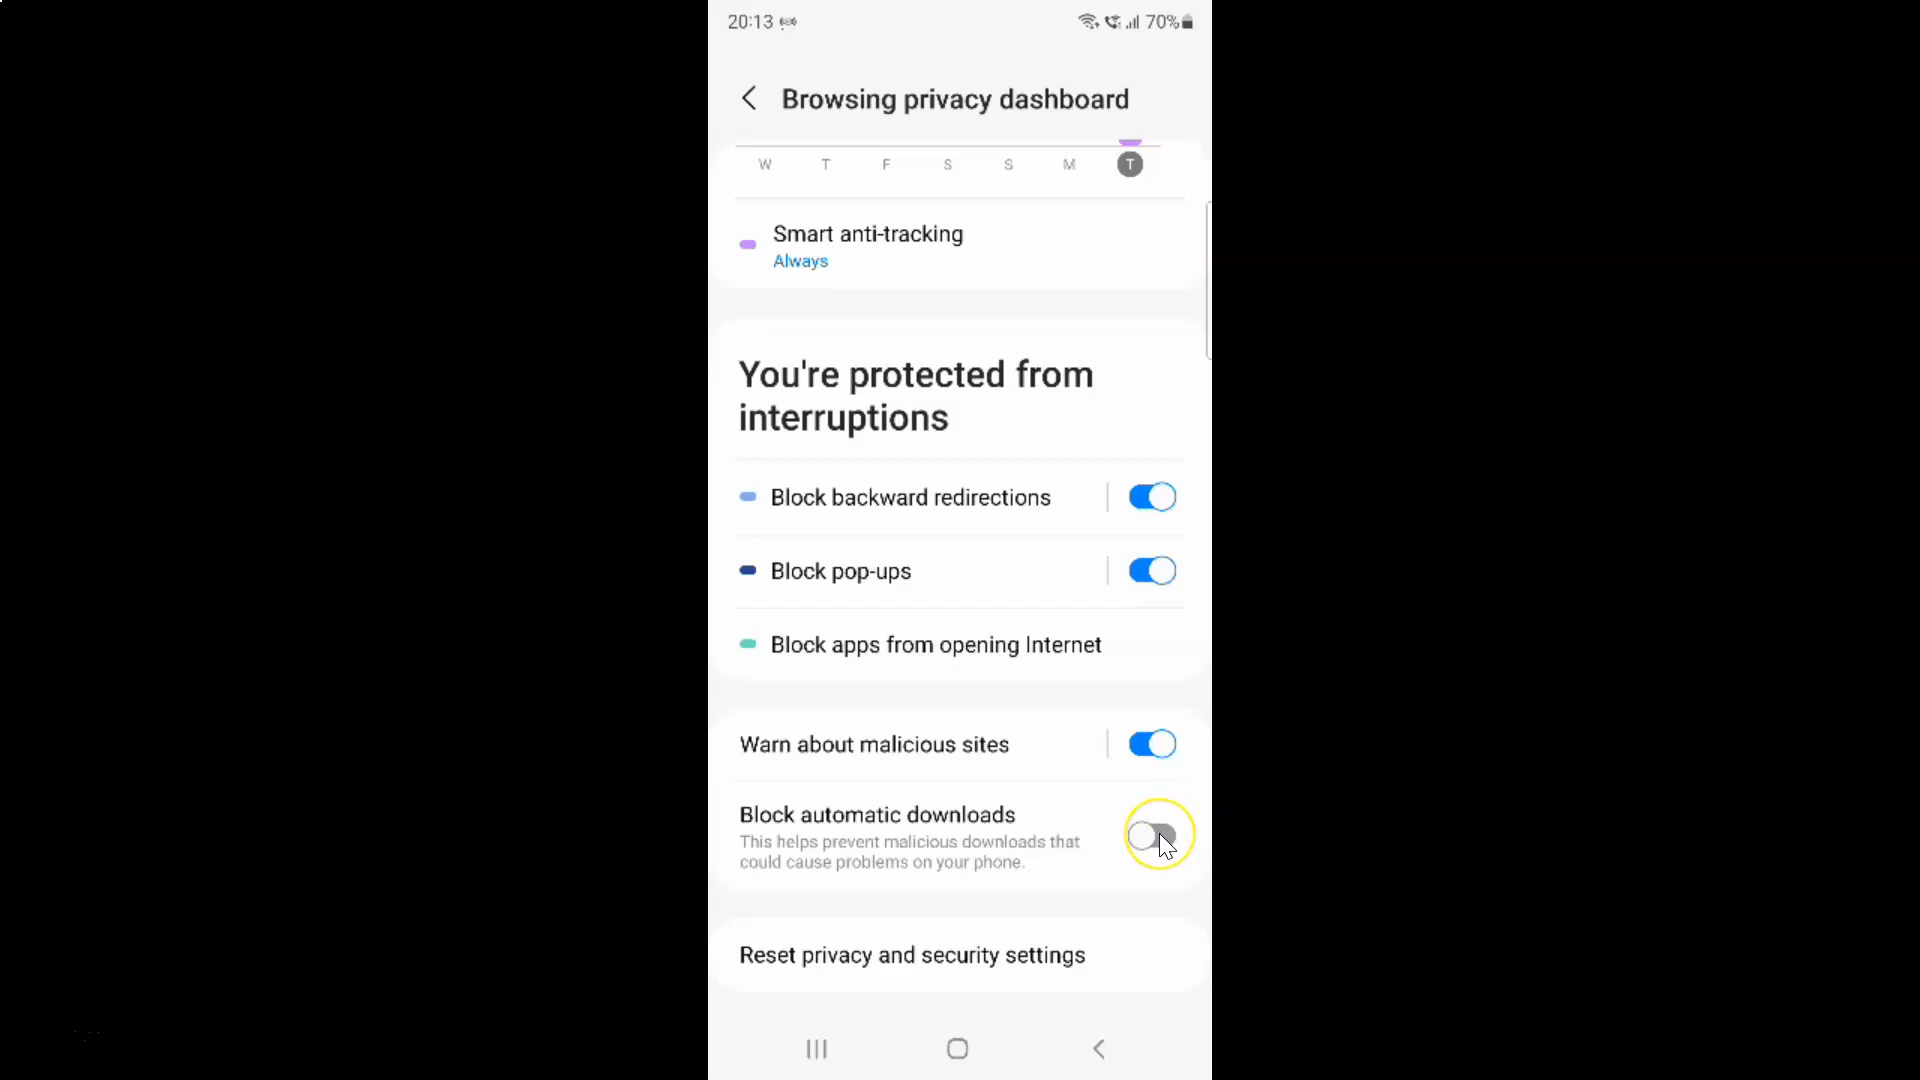 20:13 70%
Browsing privacy dashboard
W T F S S M T
Smart anti-tracking
Always
You're protected from
interruptions
Block backward redirections
Block pop-ups
Block apps from opening Internet
Warn about malicious sites
Block automatic downloads
This helps prevent malicious downloads that
could cause problems on your phone.
Reset privacy and security settings